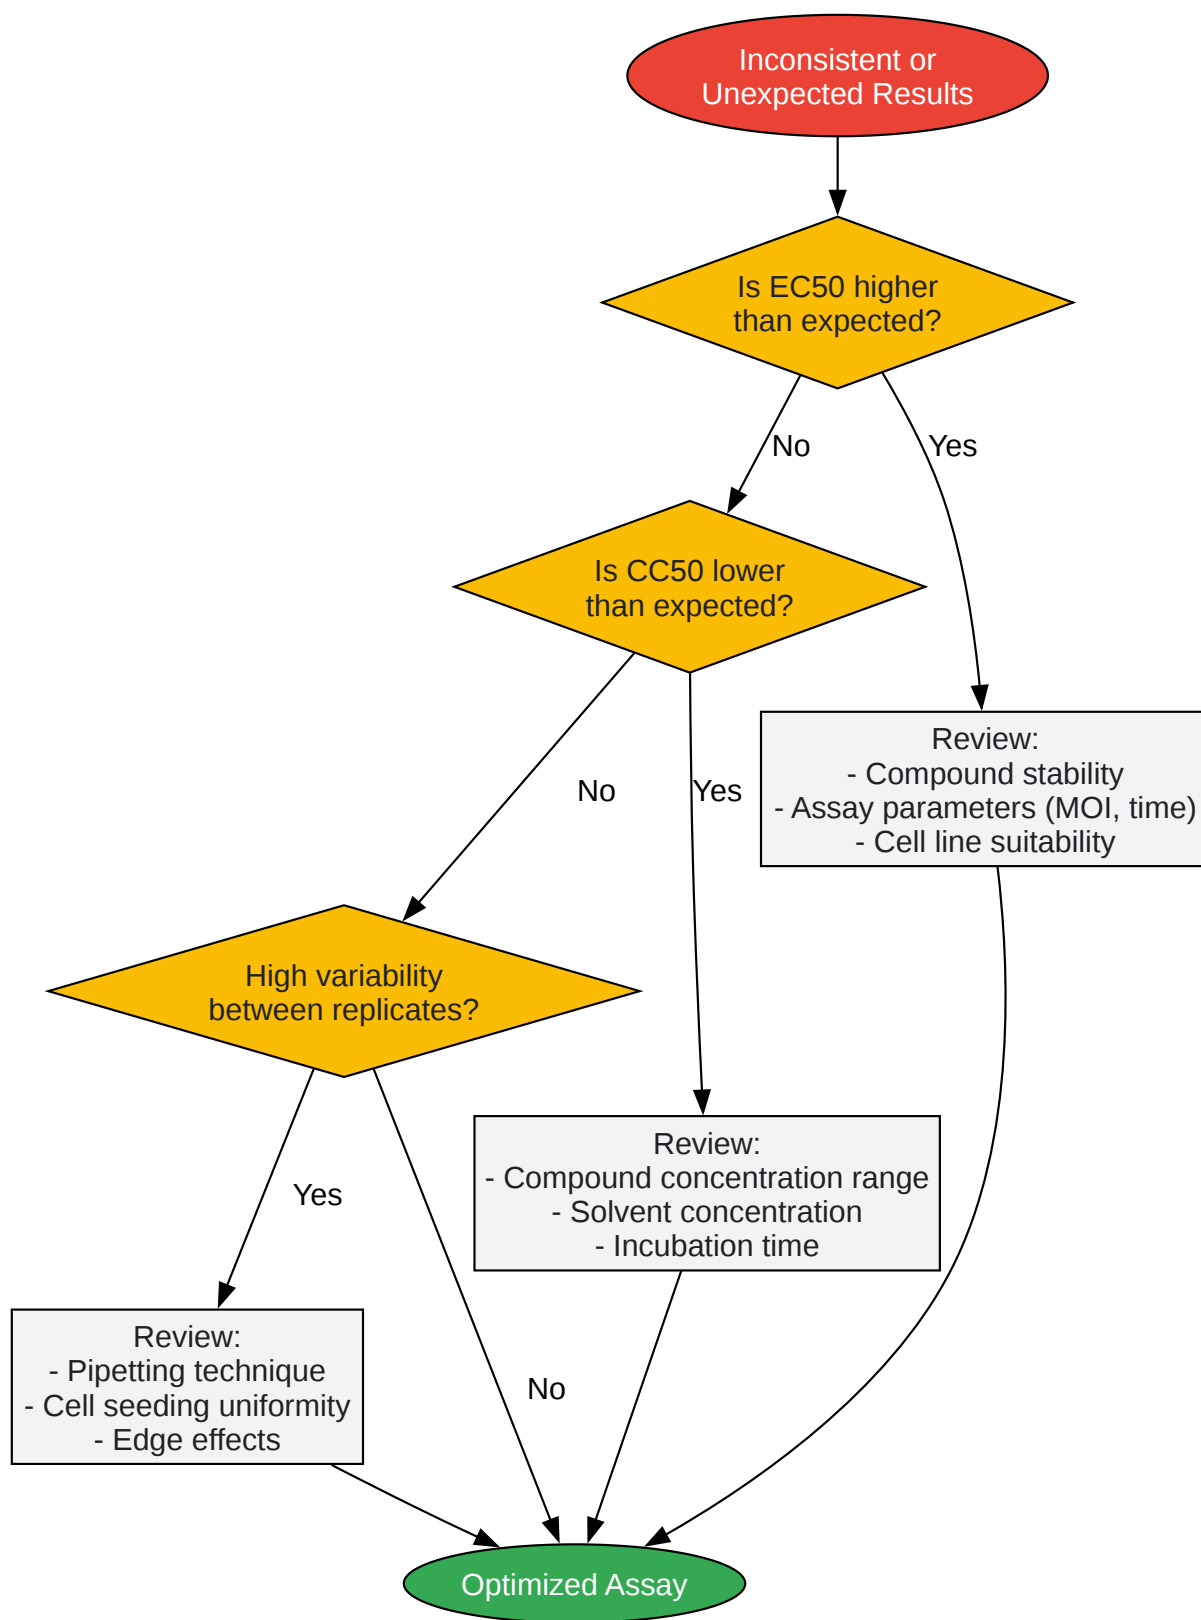 Inconsistent or
Unexpected Results
Is EC50 higher
than expected?
No
Yes
Is CC50 lower
than expected?
No
Yes
Review:
- Compound stability
- Assay parameters (MOI, time)
- Cell line suitability
High variability
between replicates?
Yes
No
Review:
- Compound concentration range
- Solvent concentration
- Incubation time
Review:
- Pipetting technique
- Cell seeding uniformity
- Edge effects
Optimized Assay